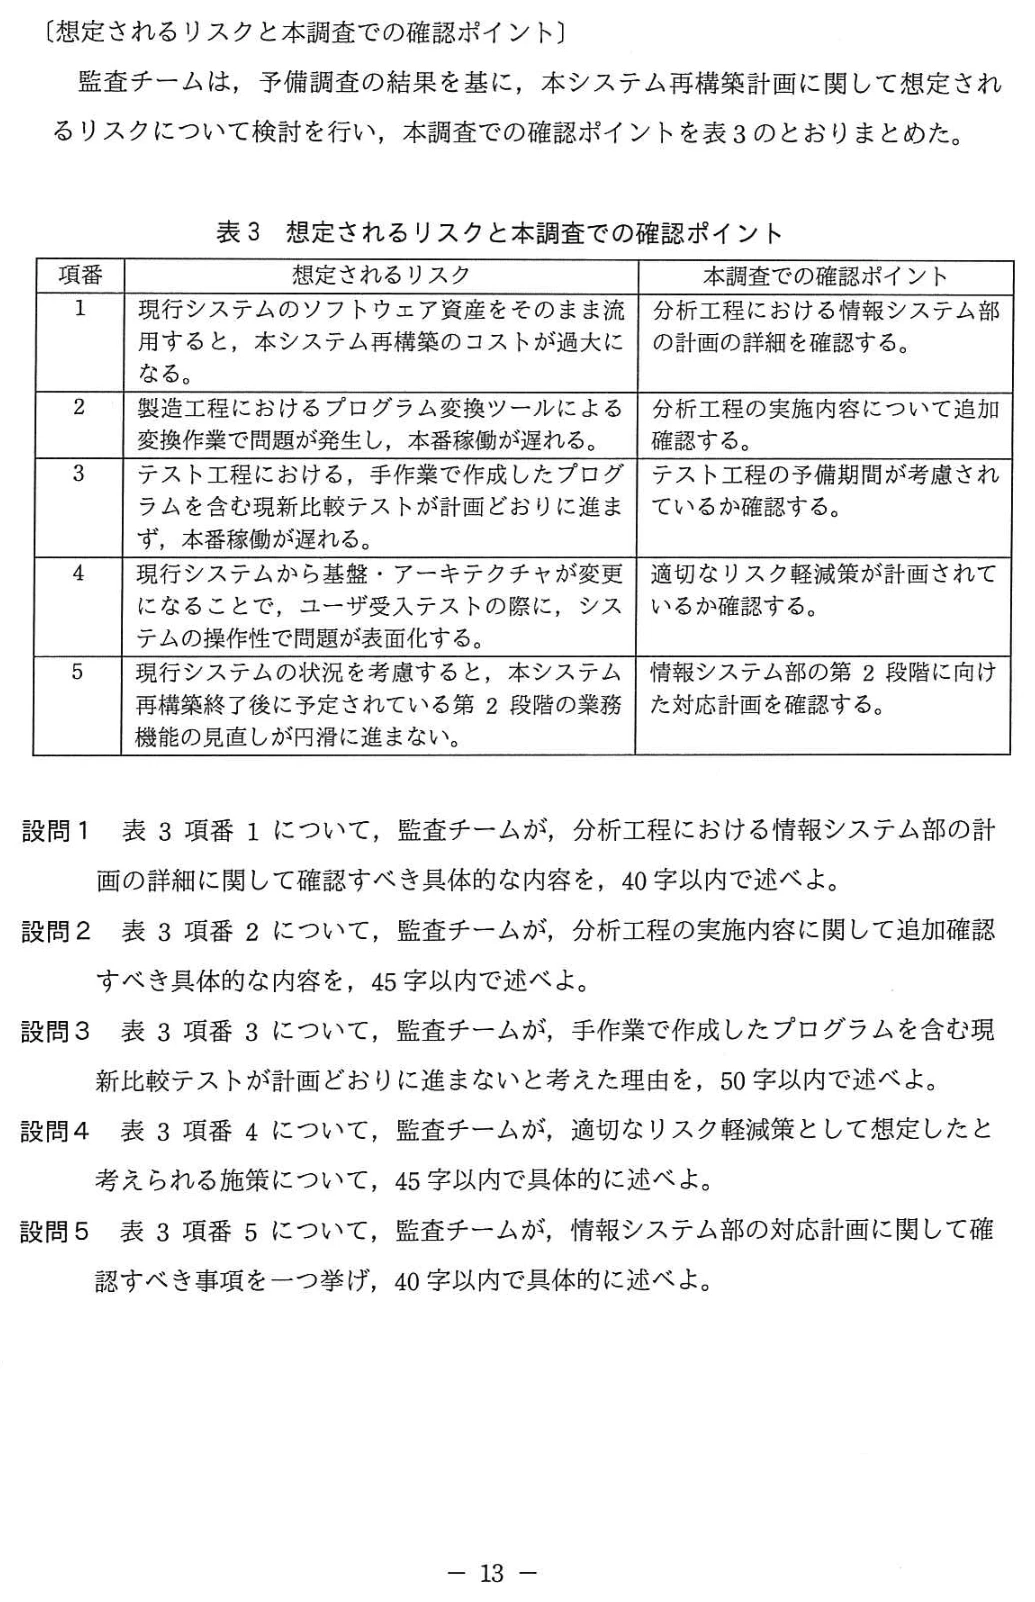 〔想定されるリスクと本調査での確認ポイント〕
監査チームは，予備調査の結果を基に，本システム再構築計画に関して想定され
るリスクについて検討を行い，本調査での確認ポイントを表3のとおりまとめた。
表3　想定されるリスクと本調査での確認ポイント
項番　想定されるリスク　本調査での確認ポイント
1　現行システムのソフトウェア資産をそのまま流　分析工程における情報システム部
用すると，本システム再構築のコストが過大に　の計画の詳細を確認する。
なる。
2　製造工程におけるプログラム変換ツールによる　分析工程の実施内容について追加
変換作業で問題が発生し，本番稼働が遅れる。　確認する。
3　テスト工程における，手作業で作成したプログ　テスト工程の予備期間が考慮され
ラムを含む現新比較テストが計画どおりに進ま　ているか確認する。
ず，本番稼働が遅れる。
4　現行システムから基盤・アーキテクチャが変更　適切なリスク軽減策が計画されて
になることで，ユーザ受入テストの際に，シス　いるか確認する。
テムの操作性で問題が表面化する。
5　現行システムの状況を考慮すると，本システム　情報システム部の第 2 段階に向け
再構築終了後に予定されている第 2 段階の業務　た対応計画を確認する。
機能の見直しが円滑に進まない。
設問1　表 3 項番 1 について，監査チームが，分析工程における情報システム部の計
画の詳細に関して確認すべき具体的な内容を，40 字以内で述べよ。
設問2　表 3 項番 2 について，監査チームが，分析工程の実施内容に関して追加確認
すべき具体的な内容を，45 字以内で述べよ。
設問3　表 3 項番 3 について，監査チームが，手作業で作成したプログラムを含む現
新比較テストが計画どおりに進まないと考えた理由を，50 字以内で述べよ。
設問4　表 3 項番 4 について，監査チームが，適切なリスク軽減策として想定したと
考えられる施策について，45 字以内で具体的に述べよ。
設問5　表 3 項番 5 について，監査チームが，情報システム部の対応計画に関して確
認すべき事項を一つ挙げ，40 字以内で具体的に述べよ。
－ 13 －